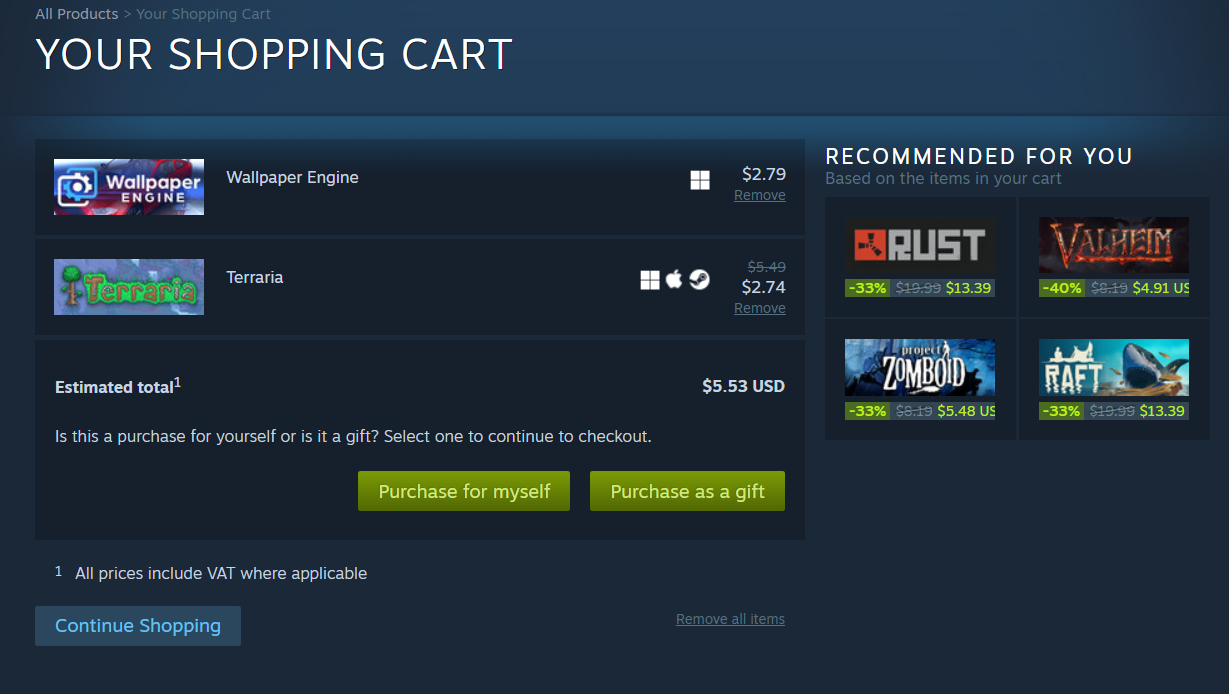 All Products > Your Shopping Cart
YOUR SHOPPING CART
Wallpaper ENGINE
Wallpaper Engine
$2.79
Remove
Terraria
Terraria
$5.49
$2.74
Remove
Estimated total1
$5.53 USD
Is this a purchase for yourself or is it a gift? Select one to continue to checkout.
Purchase for myself
Purchase as a gift
1 All prices include VAT where applicable
Continue Shopping
Remove all items
RECOMMENDED FOR YOU
Based on the items in your cart
RUST
-33% $19.99 $13.39
VALHEIM
-40% $8.19 $4.91 US
project
ZOMBOID
-33% $8.19 $5.48 US
RAFT
-33% $19.99 $13.39